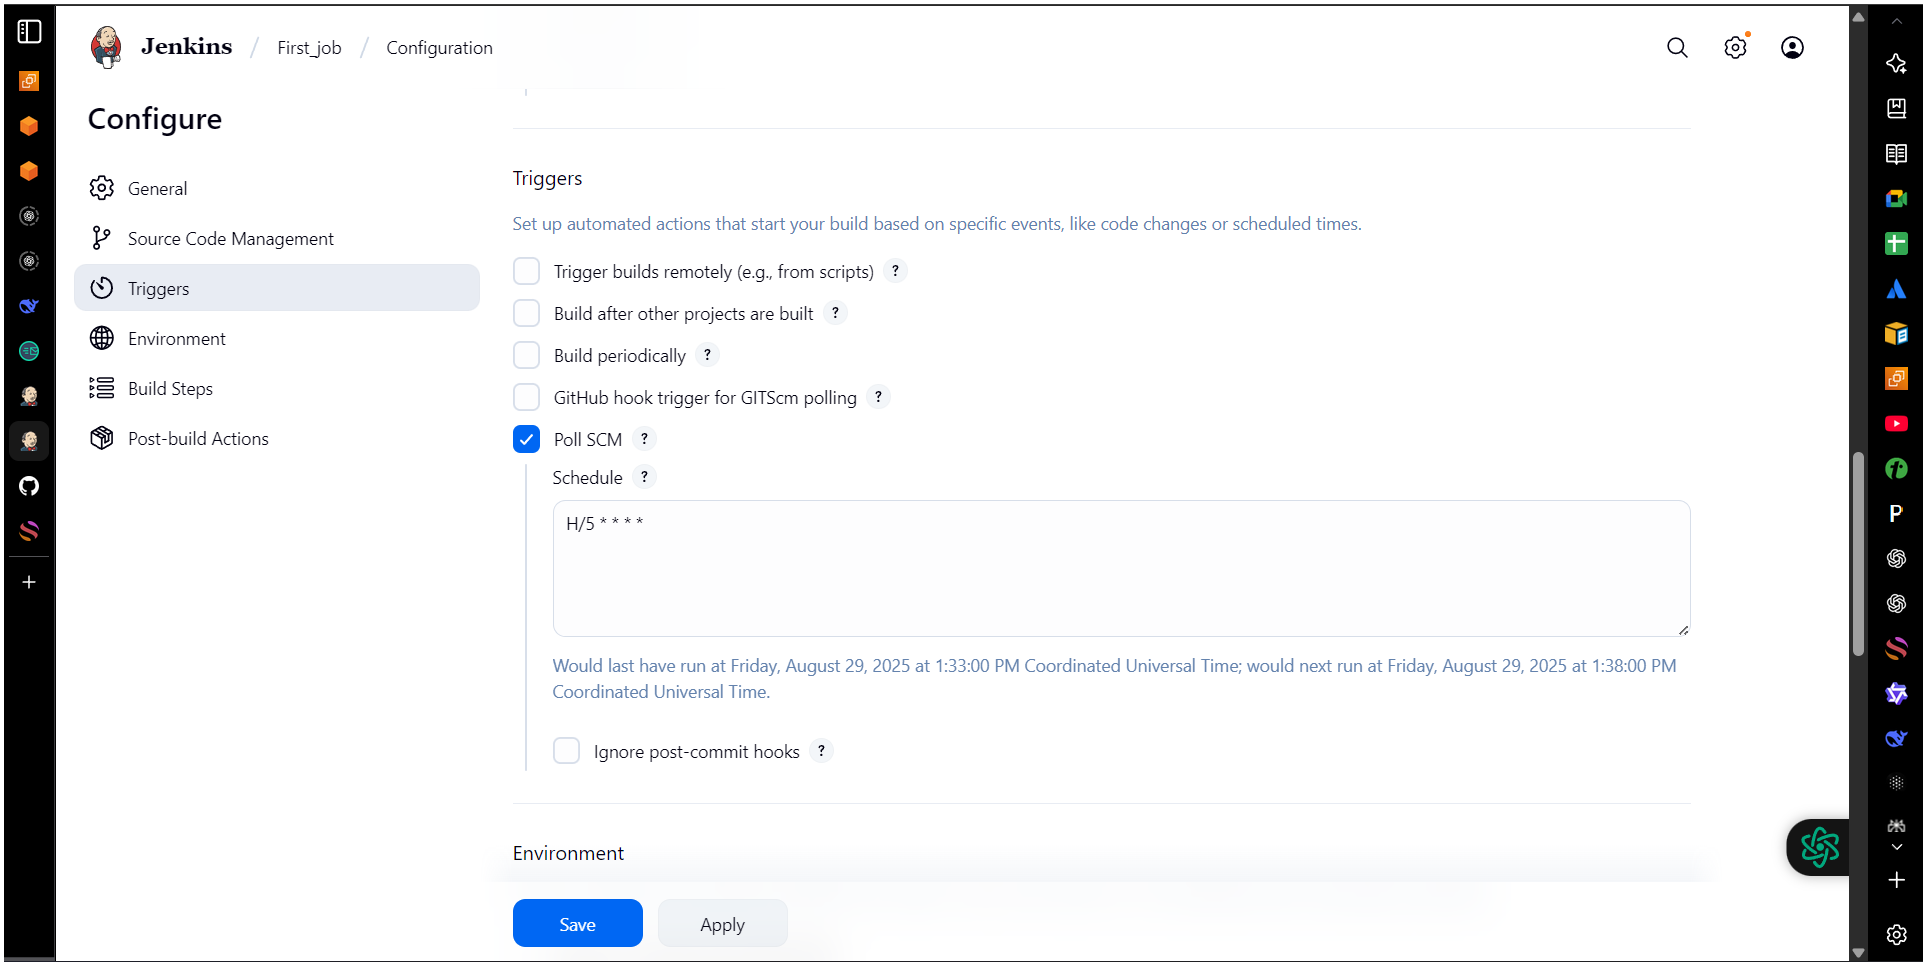 Jenkins / First_job / Configuration
Configure
General
Source Code Management
Triggers
Environment
Build Steps
Post-build Actions
Triggers
Set up automated actions that start your build based on specific events, like code changes or scheduled times.
Trigger builds remotely (e.g., from scripts) ?
Build after other projects are built ?
Build periodically ?
GitHub hook trigger for GITScm polling ?
Poll SCM ?
Schedule ?
H/5 * * * *
Would last have run at Friday, August 29, 2025 at 1:33:00 PM Coordinated Universal Time; would next run at Friday, August 29, 2025 at 1:38:00 PM
Coordinated Universal Time.
Ignore post-commit hooks ?
Environment
Save
Apply
P